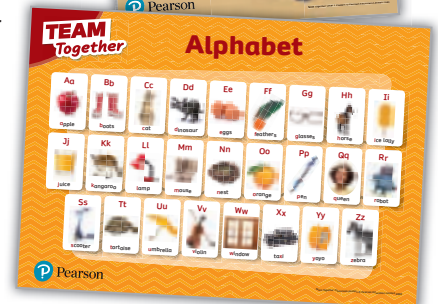 Pearson
TEAM
Together
Alphabet
Aa Bb Cc Dd Ee Ff Gg Hh Ii
apple boots cat dinosaur eggs feathers glasses horse ice lolly
Jj Kk Ll Mm Nn Oo Pp Qq Rr
juice kangaroo lamp mouse nest orange pen queen robot
Ss Tt Uu Vv Ww Xx Yy Zz
scooter tortoise umbrella violin window taxi yoyo zebra
Pearson